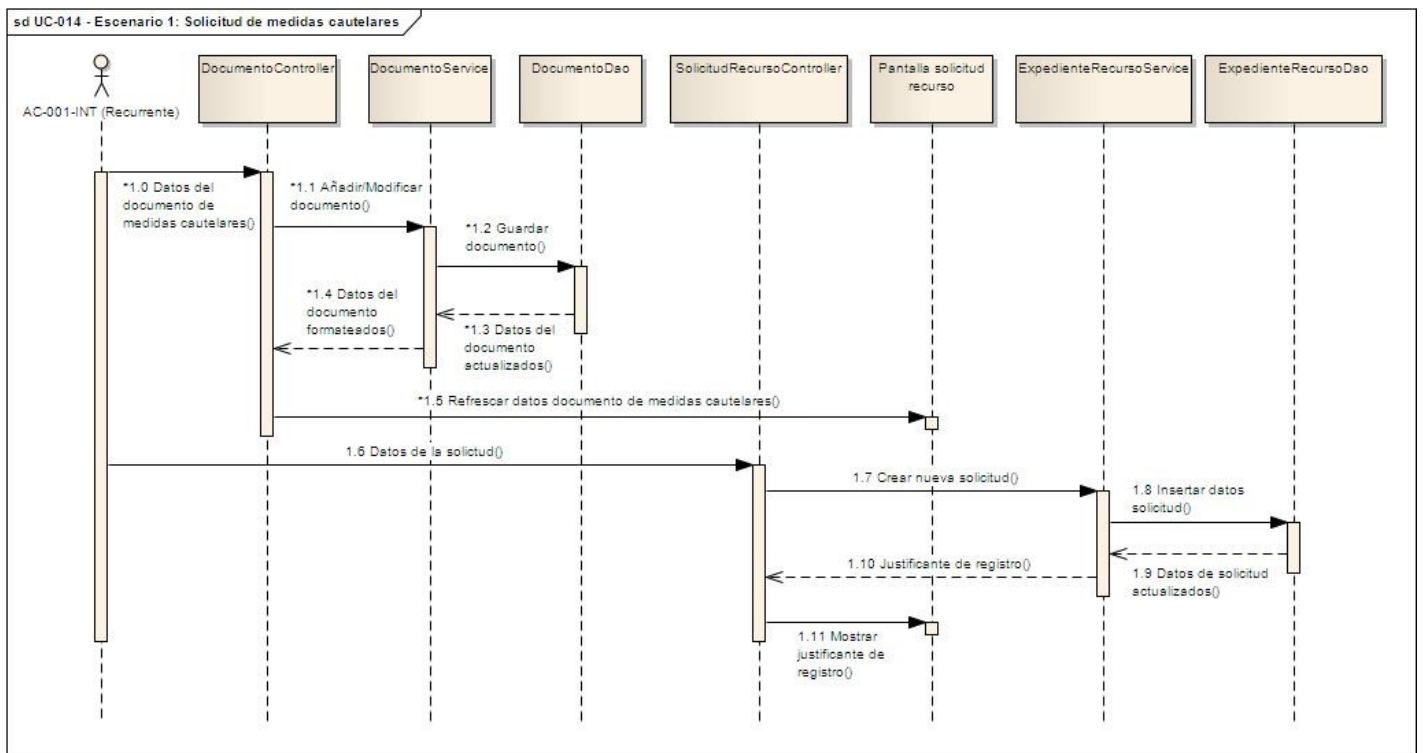 sd UC-014 - Escenario 1: Solicitud de medidas cautelares
AC-001-INT (Recurrente)
DocumentoController
DocumentoService
DocumentoDao
SolicitudRecursoController
Pantalla solicitud
recurso
ExpedienteRecursoService
ExpedienteRecursoDao
*1.0 Datos del
documento de
medidas cautelares()
*1.1 Añadir/Modificar
documento()
*1.2 Guardar
documento()
*1.4 Datos del
documento
formateados()
*1.3 Datos del
documento
actualizados()
*1.5 Refrescar datos documento de medidas cautelares()
1.6 Datos de la solictud()
1.7 Crear nueva solicitud()
1.8 Insertar datos
solicitud()
1.10 Justificante de registro()
1.9 Datos de solicitud
actualizados()
1.11 Mostrar
justificante de
registro()